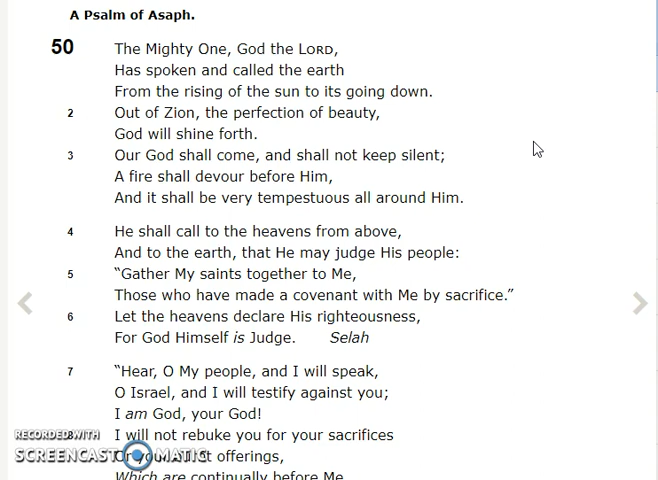 A Psalm of Asaph.
50 The Mighty One, God the LORD,
Has spoken and called the earth
From the rising of the sun to its going down.
2 Out of Zion, the perfection of beauty,
God will shine forth.
3 Our God shall come, and shall not keep silent;
A fire shall devour before Him,
And it shall be very tempestuous all around Him.
4 He shall call to the heavens from above,
And to the earth, that He may judge His people:
5 “Gather My saints together to Me,
Those who have made a covenant with Me by sacrifice.”
6 Let the heavens declare His righteousness,
For God Himself is Judge. Selah
7 “Hear, O My people, and I will speak,
O Israel, and I will testify against you;
I am God, your God!
8 I will not rebuke you for your sacrifices
Or your offerings,
Which are continually before Me
RECORDED WITH
SCREENCAST MATIC